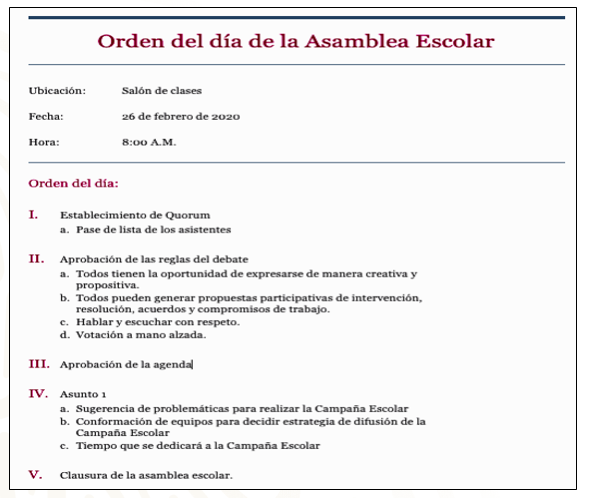 Orden del día de la Asamblea Escolar
Ubicación: Salón de clases
Fecha: 26 de febrero de 2020
Hora: 8:00 A.M.
Orden del día:
I. Establecimiento de Quorum
a. Pase de lista de los asistentes
II. Aprobación de las reglas del debate
a. Todos tienen la oportunidad de expresarse de manera creativa y
propositiva.
b. Todos pueden generar propuestas participativas de intervención,
resolución, acuerdos y compromisos de trabajo.
c. Hablar y escuchar con respeto.
d. Votación a mano alzada.
III. Aprobación de la agenda
IV. Asunto 1
a. Sugerencia de problemáticas para realizar la Campaña Escolar
b. Conformación de equipos para decidir estrategia de difusión de la
Campaña Escolar
c. Tiempo que se dedicará a la Campaña Escolar
V. Clausura de la asamblea escolar.